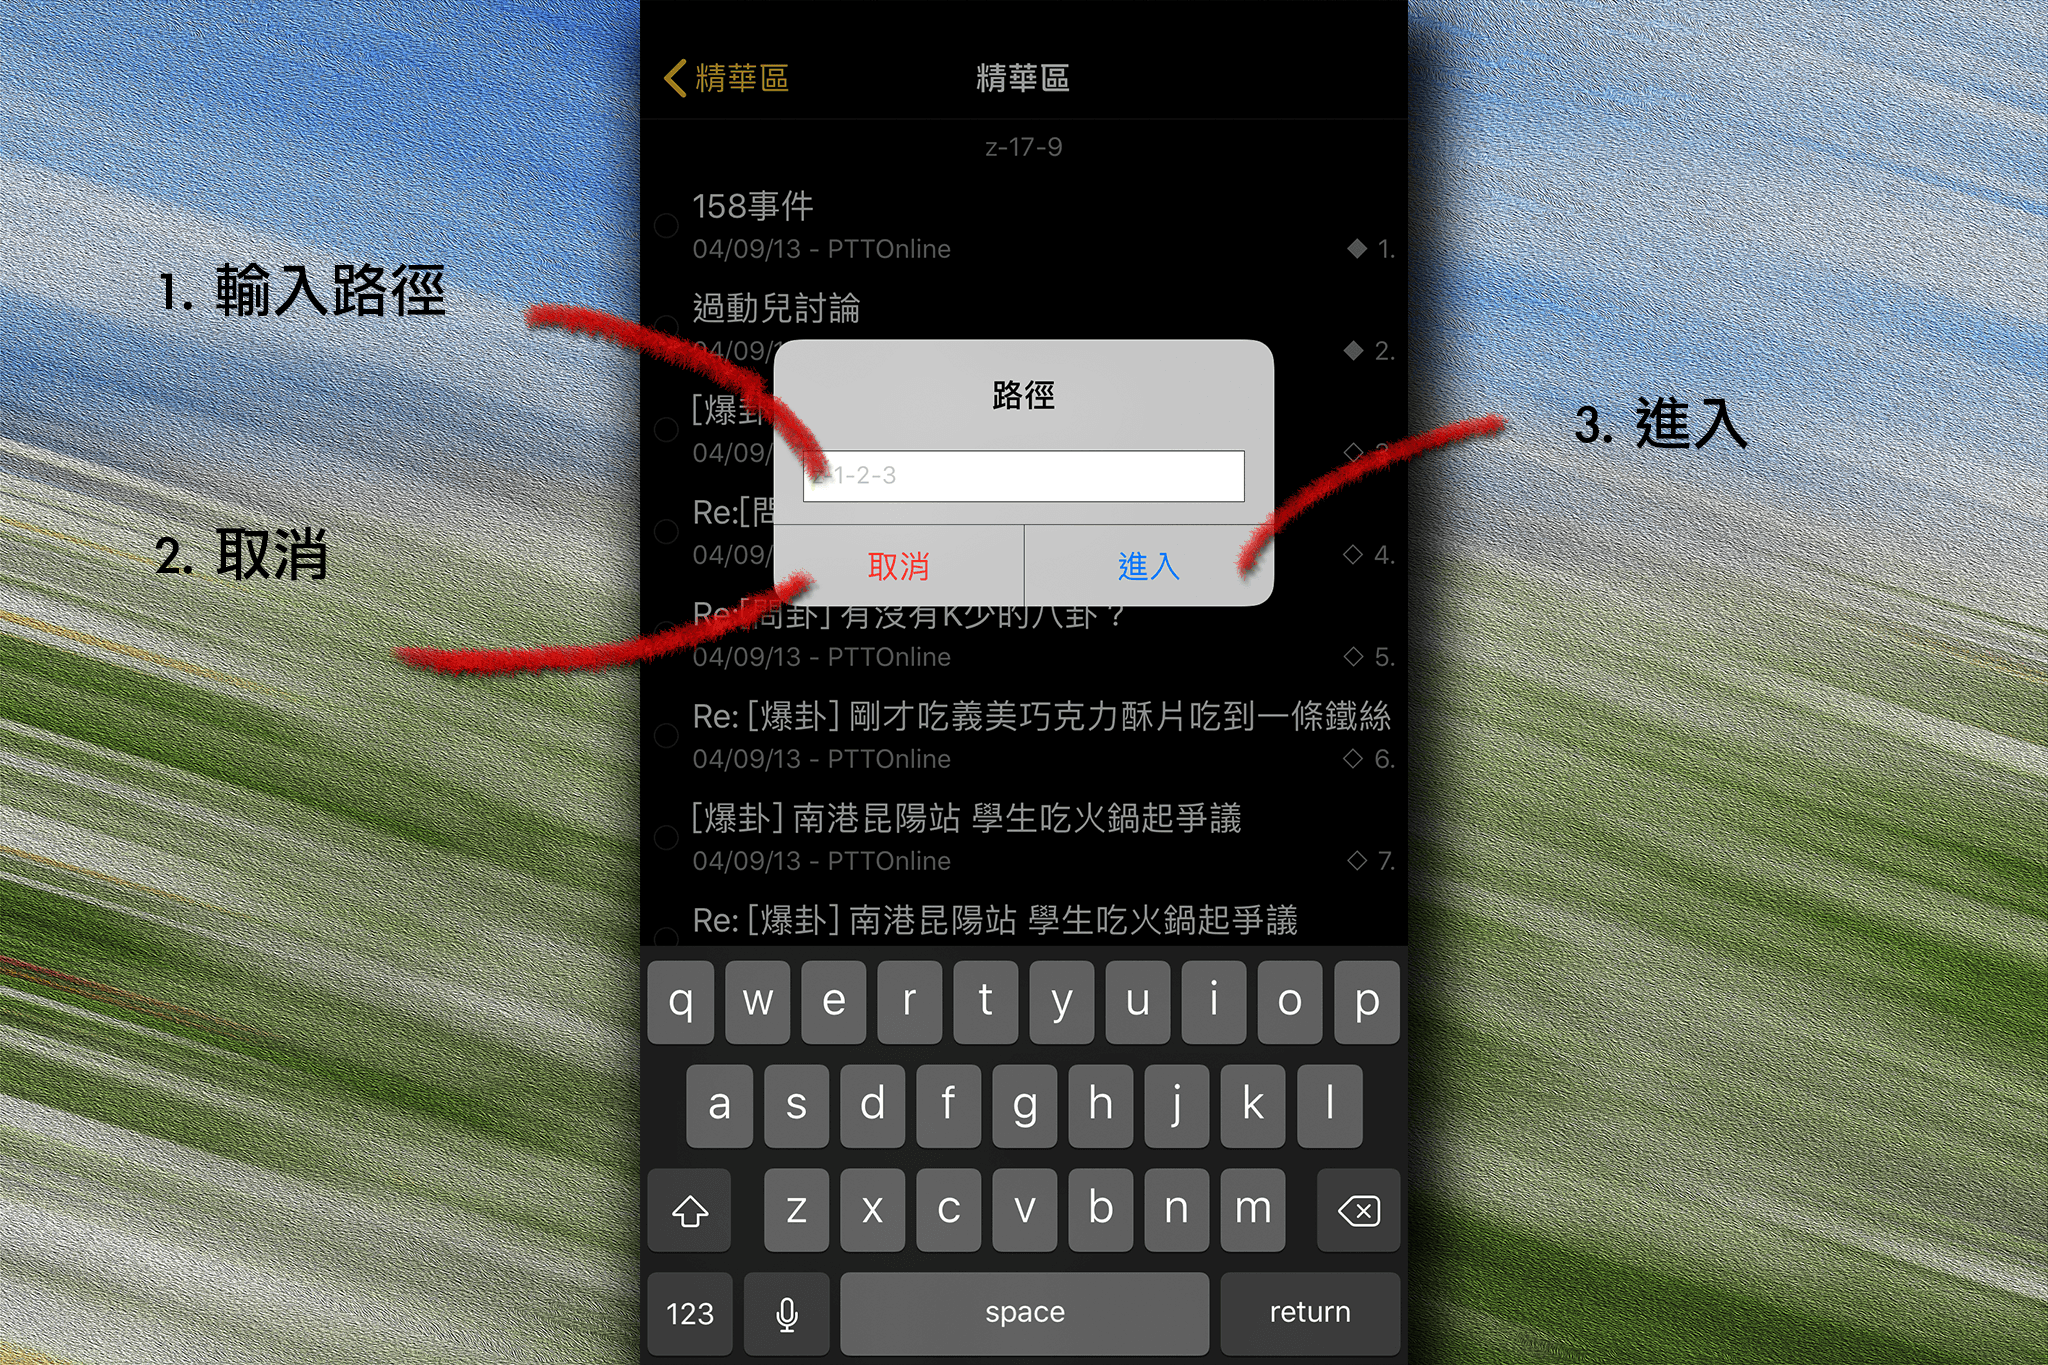 精華區
精華區
z-17-9
158事件
04/09/13 - PTTOnline
◆ 1.
過動兒討論
04/09/1
◆ 2.
[爆卦
04/09/
◇
Re:[問
04/09/
◇ 4.
Re:[問卦] 有沒有K少的八卦？
04/09/13 - PTTOnline
◇ 5.
Re: [爆卦] 剛才吃義美巧克力酥片吃到一條鐵絲
04/09/13 - PTTOnline
◇ 6.
[爆卦] 南港昆陽站 學生吃火鍋起爭議
04/09/13 - PTTOnline
◇ 7.
Re: [爆卦] 南港昆陽站 學生吃火鍋起爭議
路徑
-1-2-3
取消
進入
1. 輸入路徑
2. 取消
3. 進入
q w e r t y u i o p
a s d f g h j k l
z x c v b n m
123
space
return